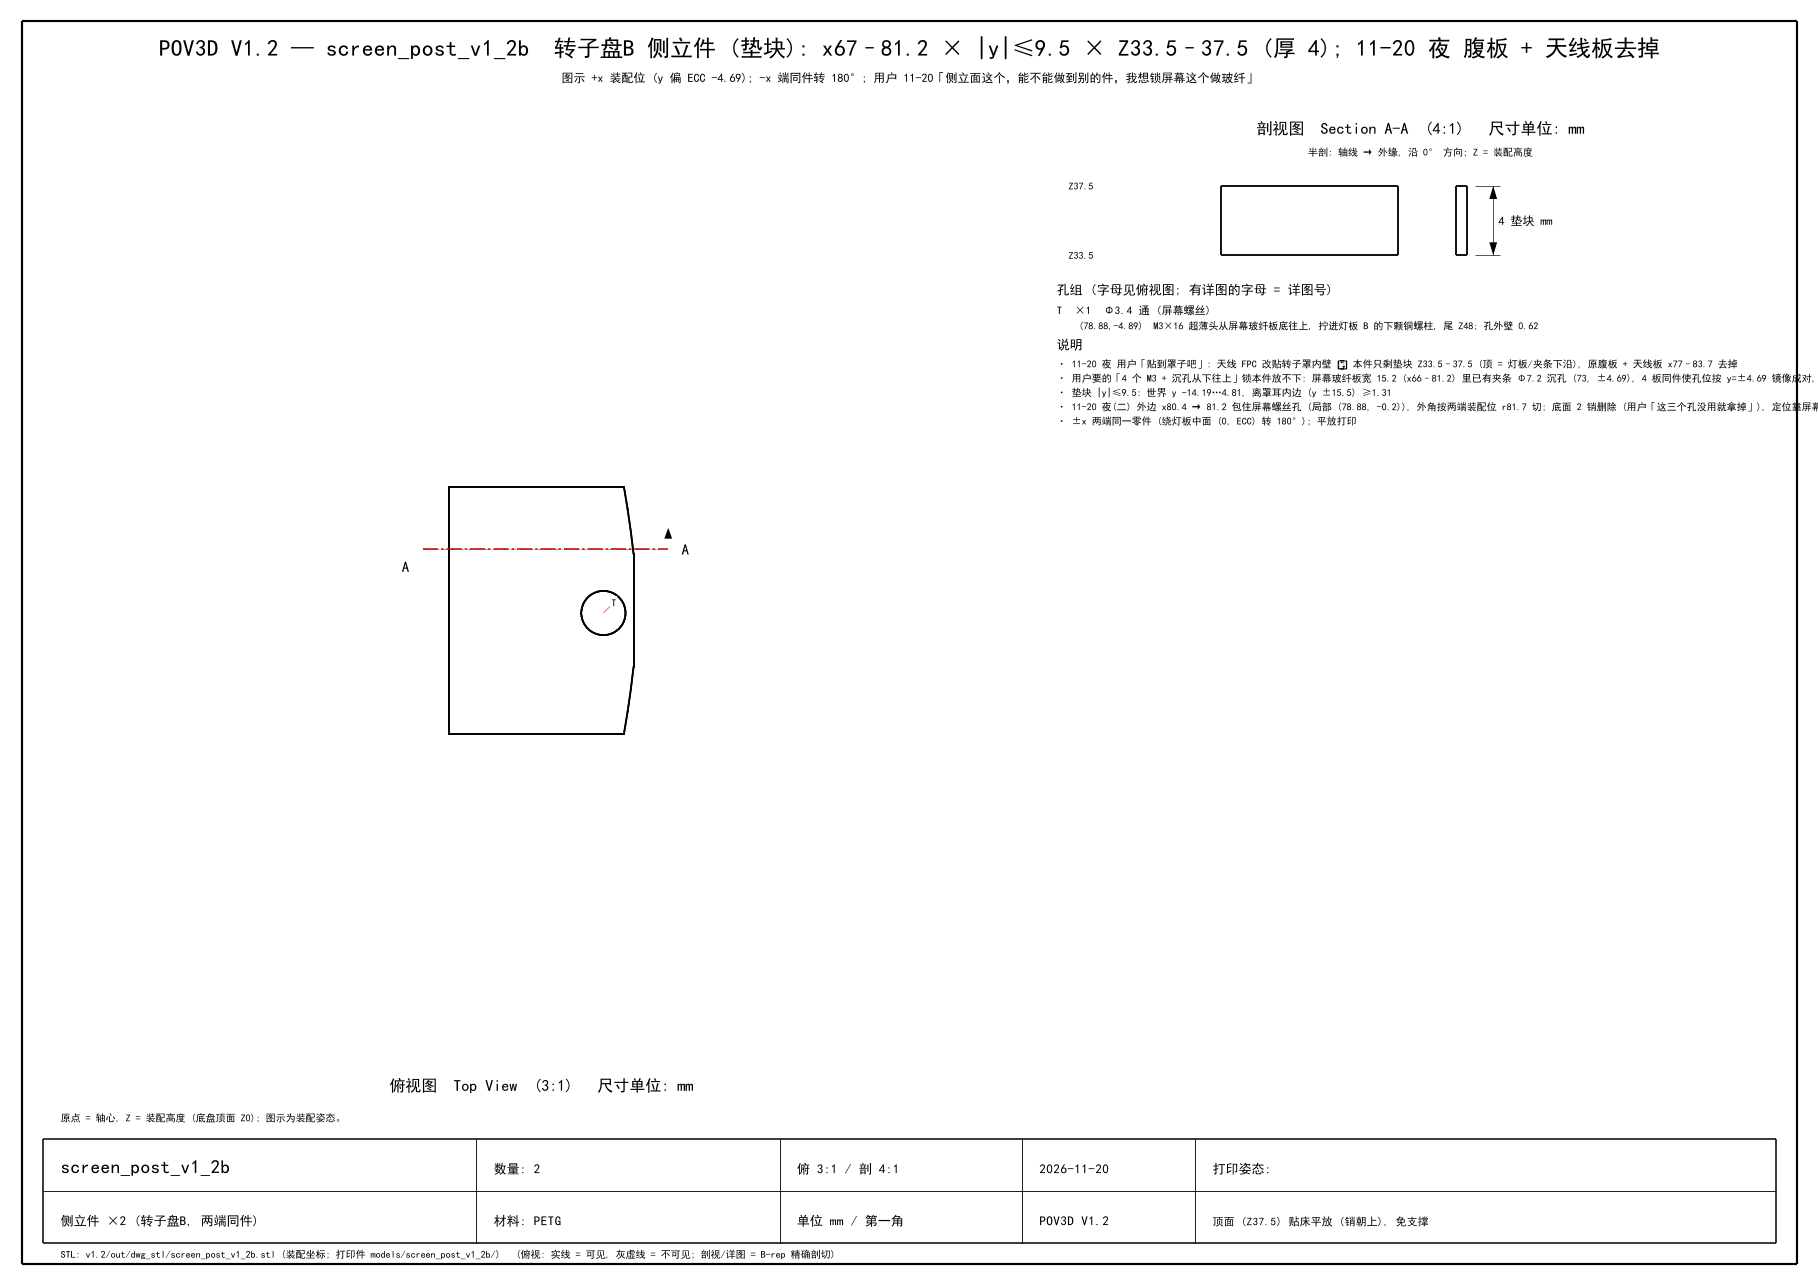 POV3D V1.2 — screen_post_v1_2b 转子盘B 侧立件 (垫块): x67–81.2 × |y|≤9.5 × Z33.5–37.5 (厚 4); 11-20 夜 腹板 + 天线板去掉
图示 +x 装配位 (y 偏 ECC -4.69); -x 端同件转 180°; 用户 11-20「侧立面这个, 能不能做到别的件, 我想锁屏幕这个做玻纤」
剖视图 Section A-A (4:1) 尺寸单位: mm
半剖: 轴线 → 外缘, 沿 0° 方向; Z = 装配高度
Z37.5
4 垫块 mm
Z33.5
孔组 (字母见俯视图; 有详图的字母 = 详图号)
T ×1 Φ3.4 通 (屏幕螺丝)
(78.88,-4.89) M3×16 超薄头从屏幕玻纤板底往上, 拧进灯板 B 的下颗铜螺柱, 尾 Z48; 孔外壁 0.62
说明
· 11-20 夜 用户「贴到罩子吧」: 天线 FPC 改贴转子罩内壁 本件只剩垫块 Z33.5–37.5 (顶 = 灯板/夹条下沿), 原腹板 + 天线板 x77–83.7 去掉
· 用户要的「4 个 M3 + 沉孔从下往上」锁本件放不下: 屏幕玻纤板宽 15.2 (x66–81.2) 里已有夹条 Φ7.2 沉孔 (73, ±4.69), 4 板同件使孔位按 y=±4.69 镜像成对,
· 垫块 |y|≤9.5: 世界 y -14.19…4.81, 离罩耳内边 (y ±15.5) ≥1.31
· 11-20 夜(二) 外边 x80.4 → 81.2 包住屏幕螺丝孔 (局部 (78.88, -0.2)), 外角按两端装配位 r81.7 切; 底面 2 销删除 (用户「这三个孔没用就拿掉」), 定位靠屏幕
· ±x 两端同一零件 (绕灯板中面 (0, ECC) 转 180°); 平放打印
A
A
T
俯视图 Top View (3:1) 尺寸单位: mm
原点 = 轴心, Z = 装配高度 (底盘顶面 Z0); 图示为装配姿态。
screen_post_v1_2b
数量: 2
俯 3:1 / 剖 4:1
2026-11-20
打印姿态:
侧立件 ×2 (转子盘B, 两端同件)
材料: PETG
单位 mm / 第一角
POV3D V1.2
顶面 (Z37.5) 贴床平放 (销朝上), 免支撑
STL: v1.2/out/dwg_stl/screen_post_v1_2b.stl (装配坐标; 打印件 models/screen_post_v1_2b/) (俯视: 实线 = 可见, 灰虚线 = 不可见; 剖视/详图 = B-rep 精确剖切)